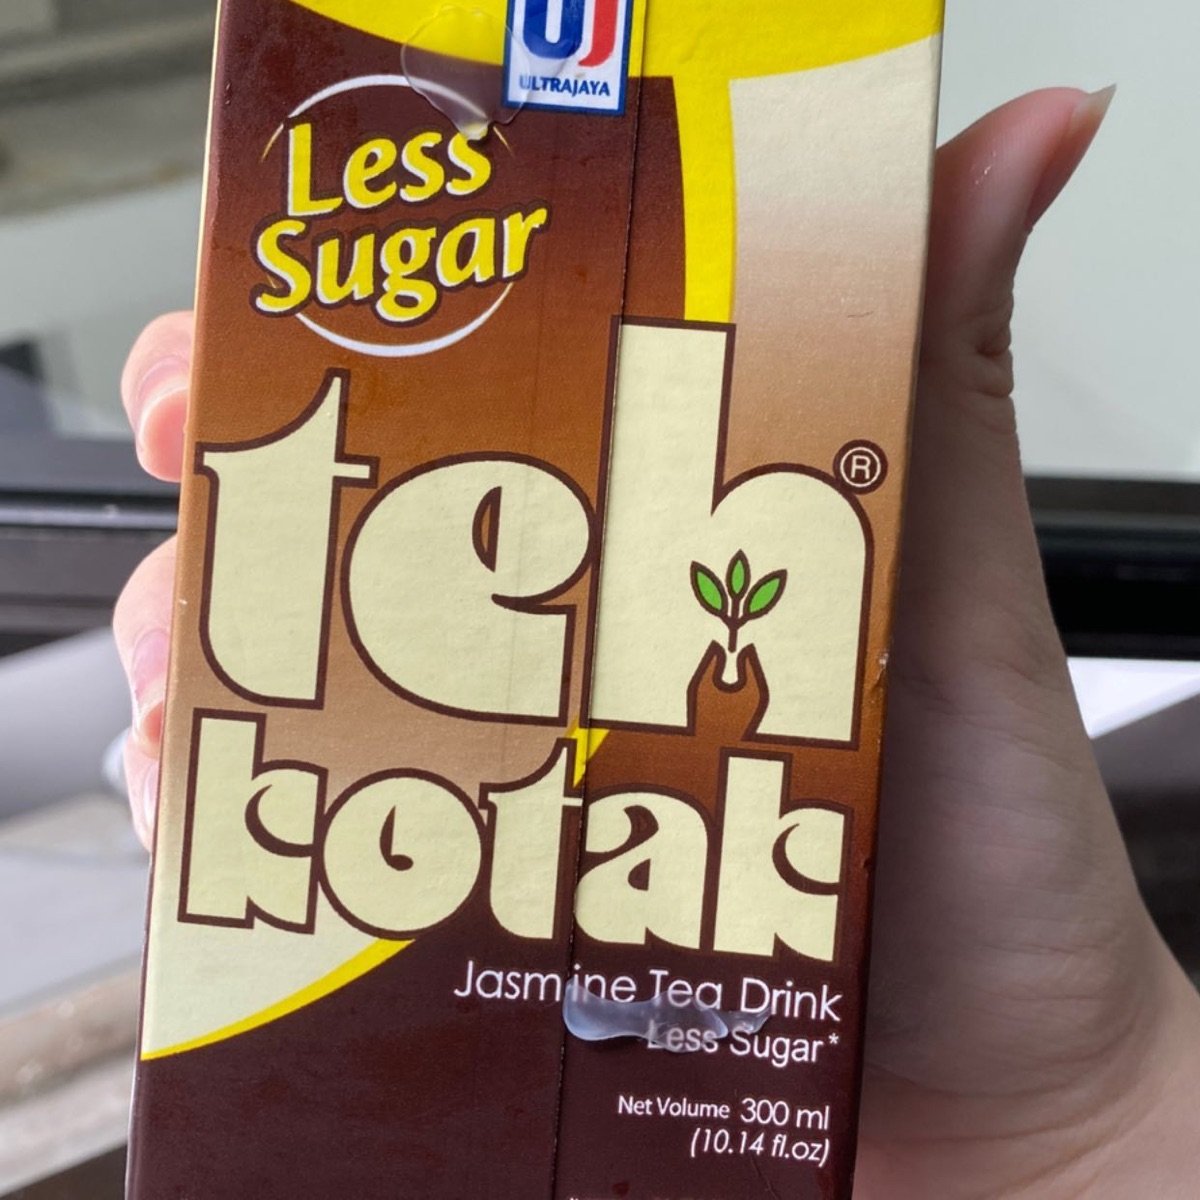 UJ
ULTRAJAYA
Less
Sugar
teh
®
kotak
Jasmine Tea Drink
Less Sugar*
Net Volume 300 ml
(10.14 fl.oz)